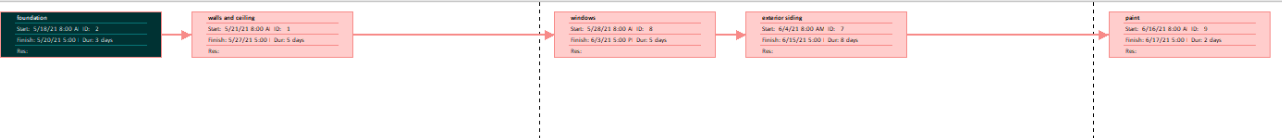 foundation
Start: 5/18/21 8:00 A ID: 2
Finish: 5/20/21 5:00 Dur: 3 days
Res:
walls and ceiling
Start: 5/21/21 8:00 A ID: 3
Finish: 5/27/21 5:00 Dur: 5 days
Res:
windows
Start: 5/28/21 8:00 A ID: 8
Finish: 6/3/21 5:00 P Dur: 5 days
Res:
exterior siding
Start: 6/4/21 8:00 AM ID: 7
Finish: 6/15/21 5:00 Dur: 8 days
Res:
paint
Start: 6/16/21 8:00 A ID: 9
Finish: 6/17/21 5:00 Dur: 2 days
Res: